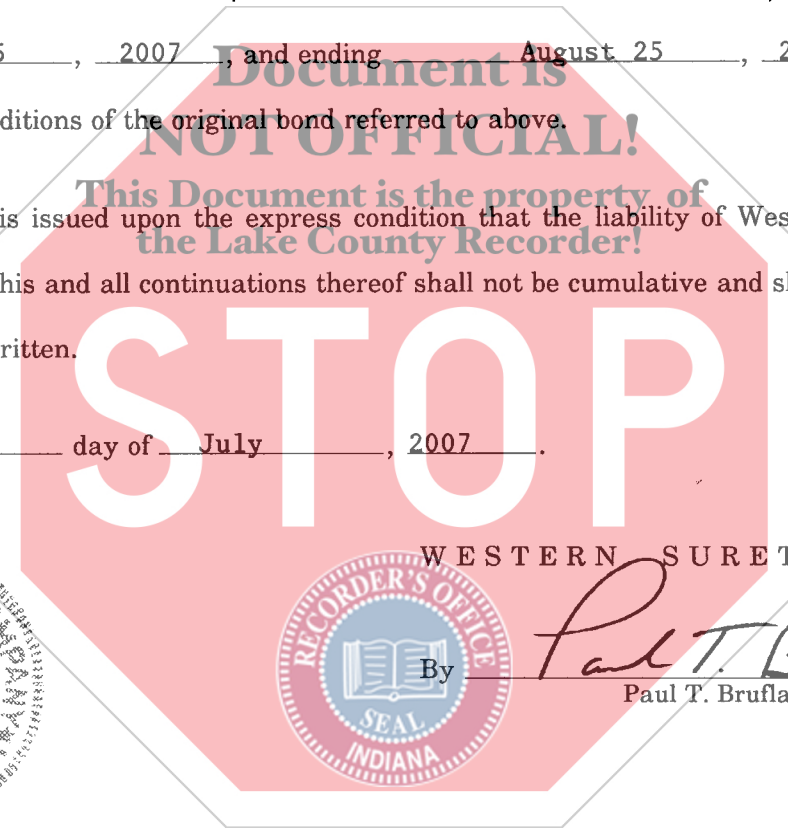 , 2007 , and ending August 25 , 2
Document is
ditions of the original bond referred to above.
NOT OFFICIAL!
This Document is the property of
is issued upon the express condition that the liability of Wes
the Lake County Recorder!
his and all continuations thereof shall not be cumulative and sh
ritten.
STOP
day of July , 2007 .
WESTERN SURET
RECORDER'S OFFICE
SEAL
INDIANA
By Paul T. B
Paul T. Brufla